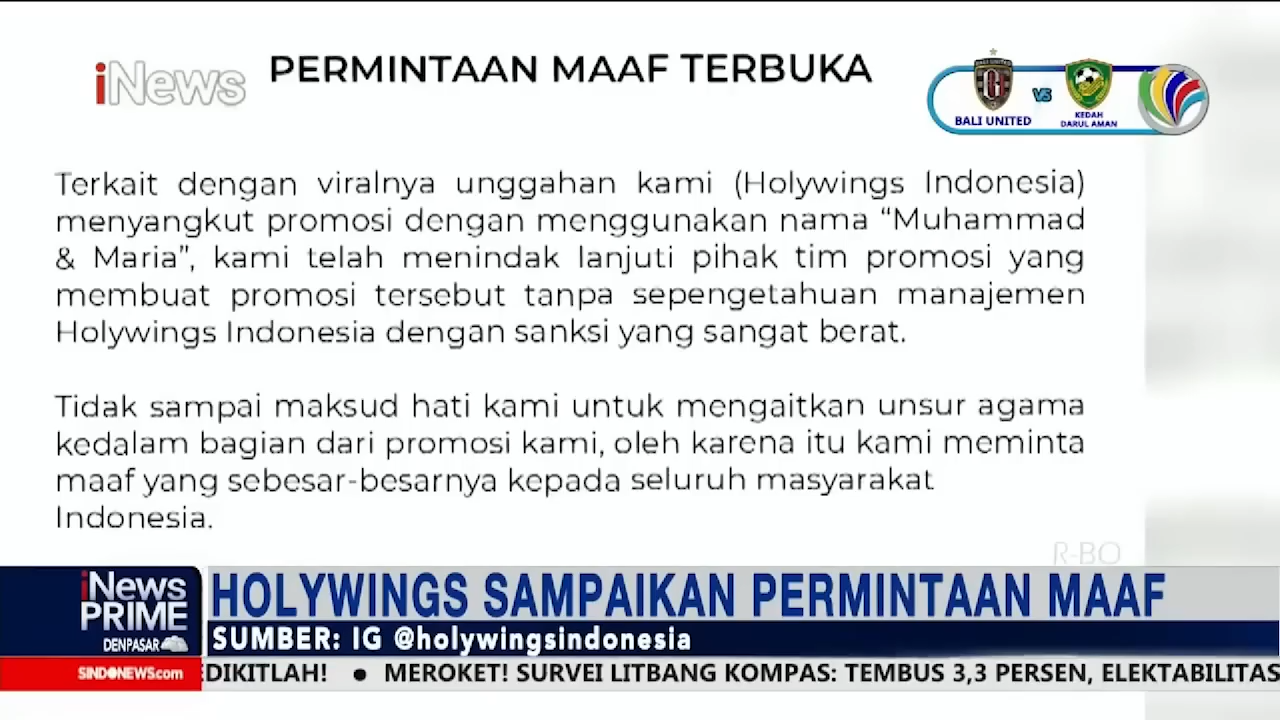 iNews
PERMINTAAN MAAF TERBUKA
BALI UNITED
VS
KEDAH
DARUL AMAN
Terkait dengan viralnya unggahan kami (Holywings Indonesia)
menyangkut promosi dengan menggunakan nama “Muhammad
& Maria”, kami telah menindak lanjuti pihak tim promosi yang
membuat promosi tersebut tanpa sepengetahuan manajemen
Holywings Indonesia dengan sanksi yang sangat berat.
Tidak sampai maksud hati kami untuk mengaitkan unsur agama
kedalam bagian dari promosi kami, oleh karena itu kami meminta
maaf yang sebesar-besarnya kepada seluruh masyarakat
Indonesia.
R-BO
iNews
PRIME
DENPASAR
HOLYWINGS SAMPAIKAN PERMINTAAN MAAF
SUMBER: IG @holywingsindonesia
SINDONEWS.com
EDIKITLAH! ● MEROKET! SURVEI LITBANG KOMPAS: TEMBUS 3,3 PERSEN, ELEKTABILITAS